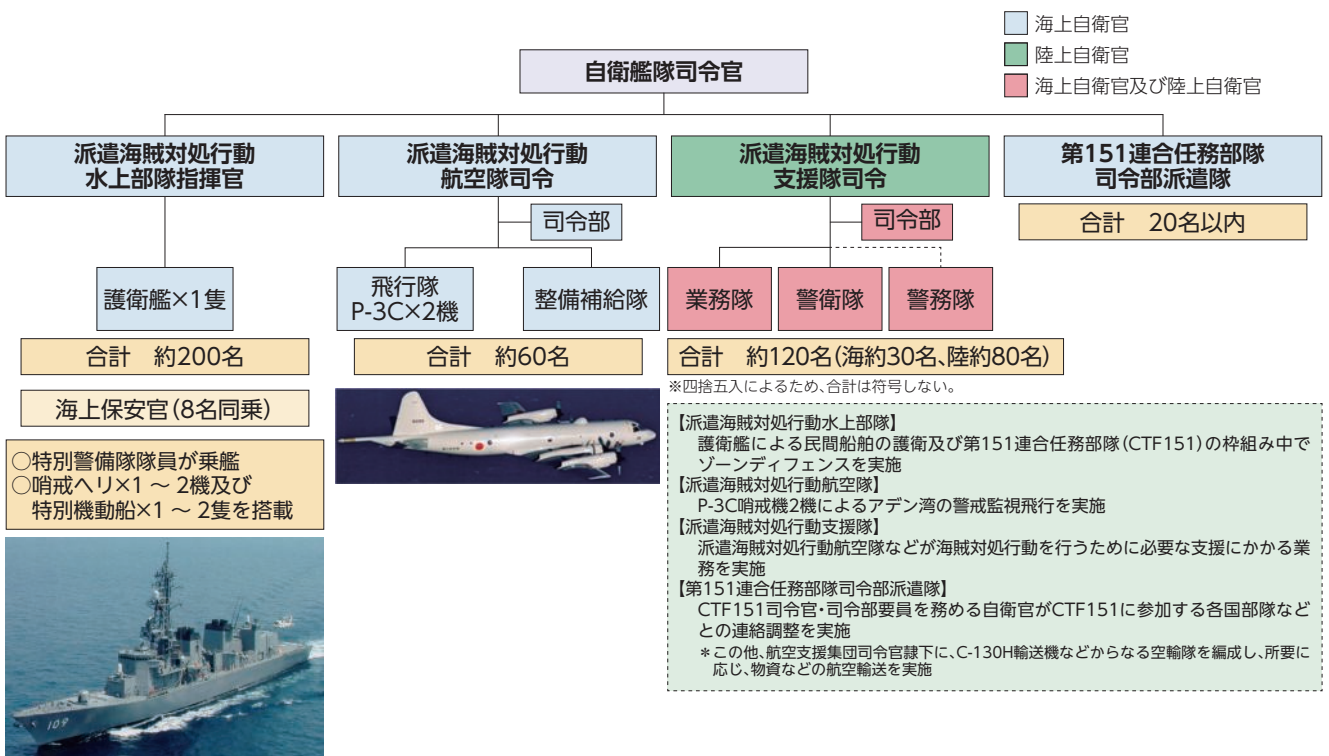 海上自衛官
陸上自衛官
海上自衛官及び陸上自衛官
自衛艦隊司令官
派遣海賊対処行動
水上部隊指揮官
派遣海賊対処行動
航空隊司令
派遣海賊対処行動
支援隊司令
第151連合任務部隊
司令部派遣隊
司令部
司令部
合計　20名以内
護衛艦×1隻
飛行隊
P-3C×2機
整備補給隊
業務隊
警衛隊
警務隊
合計　約200名
合計　約60名
合計　約120名(海約30名、陸約80名)
※四捨五入によるため、合計は符号しない。
海上保安官(8名同乗)
○特別警備隊隊員が乗艦
○哨戒ヘリ×1 ～ 2機及び
特別機動船×1 ～ 2隻を搭載
【派遣海賊対処行動水上部隊】
護衛艦による民間船舶の護衛及び第151連合任務部隊(CTF151)の枠組み中で
ゾーンディフェンスを実施
【派遣海賊対処行動航空隊】
P-3C哨戒機2機によるアデン湾の警戒監視飛行を実施
【派遣海賊対処行動支援隊】
派遣海賊対処行動航空隊などが海賊対処行動を行うために必要な支援にかかる業
務を実施
【第151連合任務部隊司令部派遣隊】
CTF151司令官・司令部要員を務める自衛官がCTF151に参加する各国部隊など
との連絡調整を実施
＊この他、航空支援集団司令官隷下に、C-130H輸送機などからなる空輸隊を編成し、所要に
応じ、物資などの航空輸送を実施
109